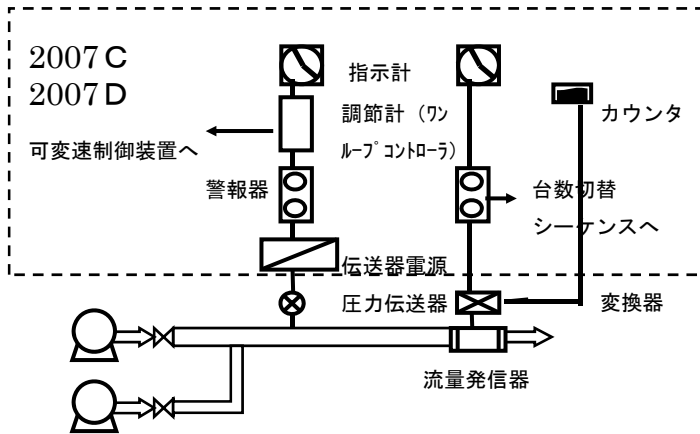 2007C
2007D
可変速制御装置へ
指示計
調節計（ワン
ﾙｰﾌﾟコントローラ）
警報器
伝送器電源
圧力伝送器
カウンタ
台数切替
シーケンスへ
変換器
流量発信器